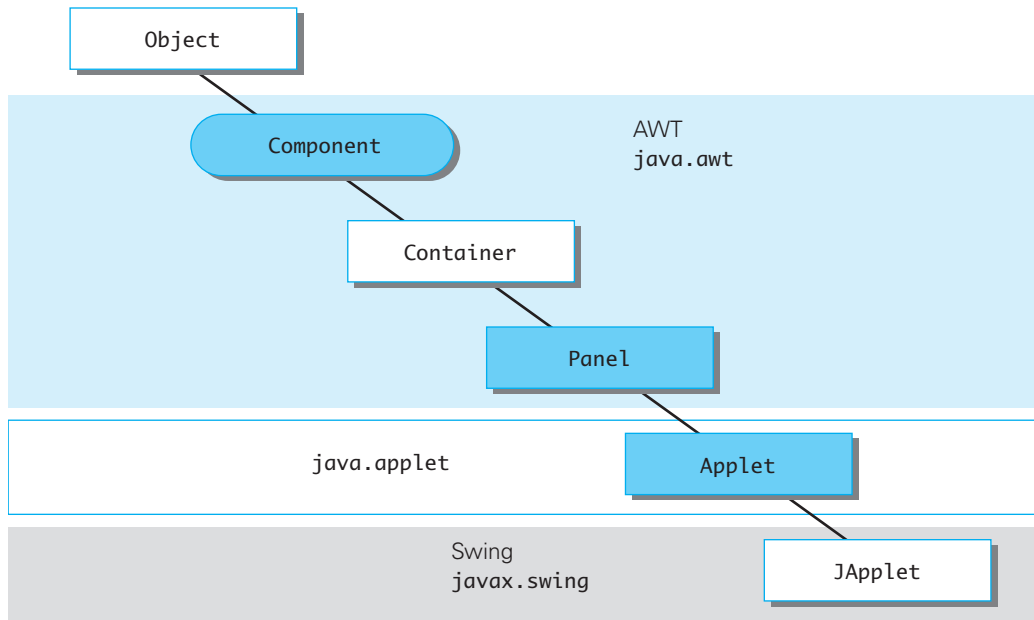 Object
Component
AWT
java.awt
Container
Panel
java.applet
Applet
Swing
javax.swing
JApplet